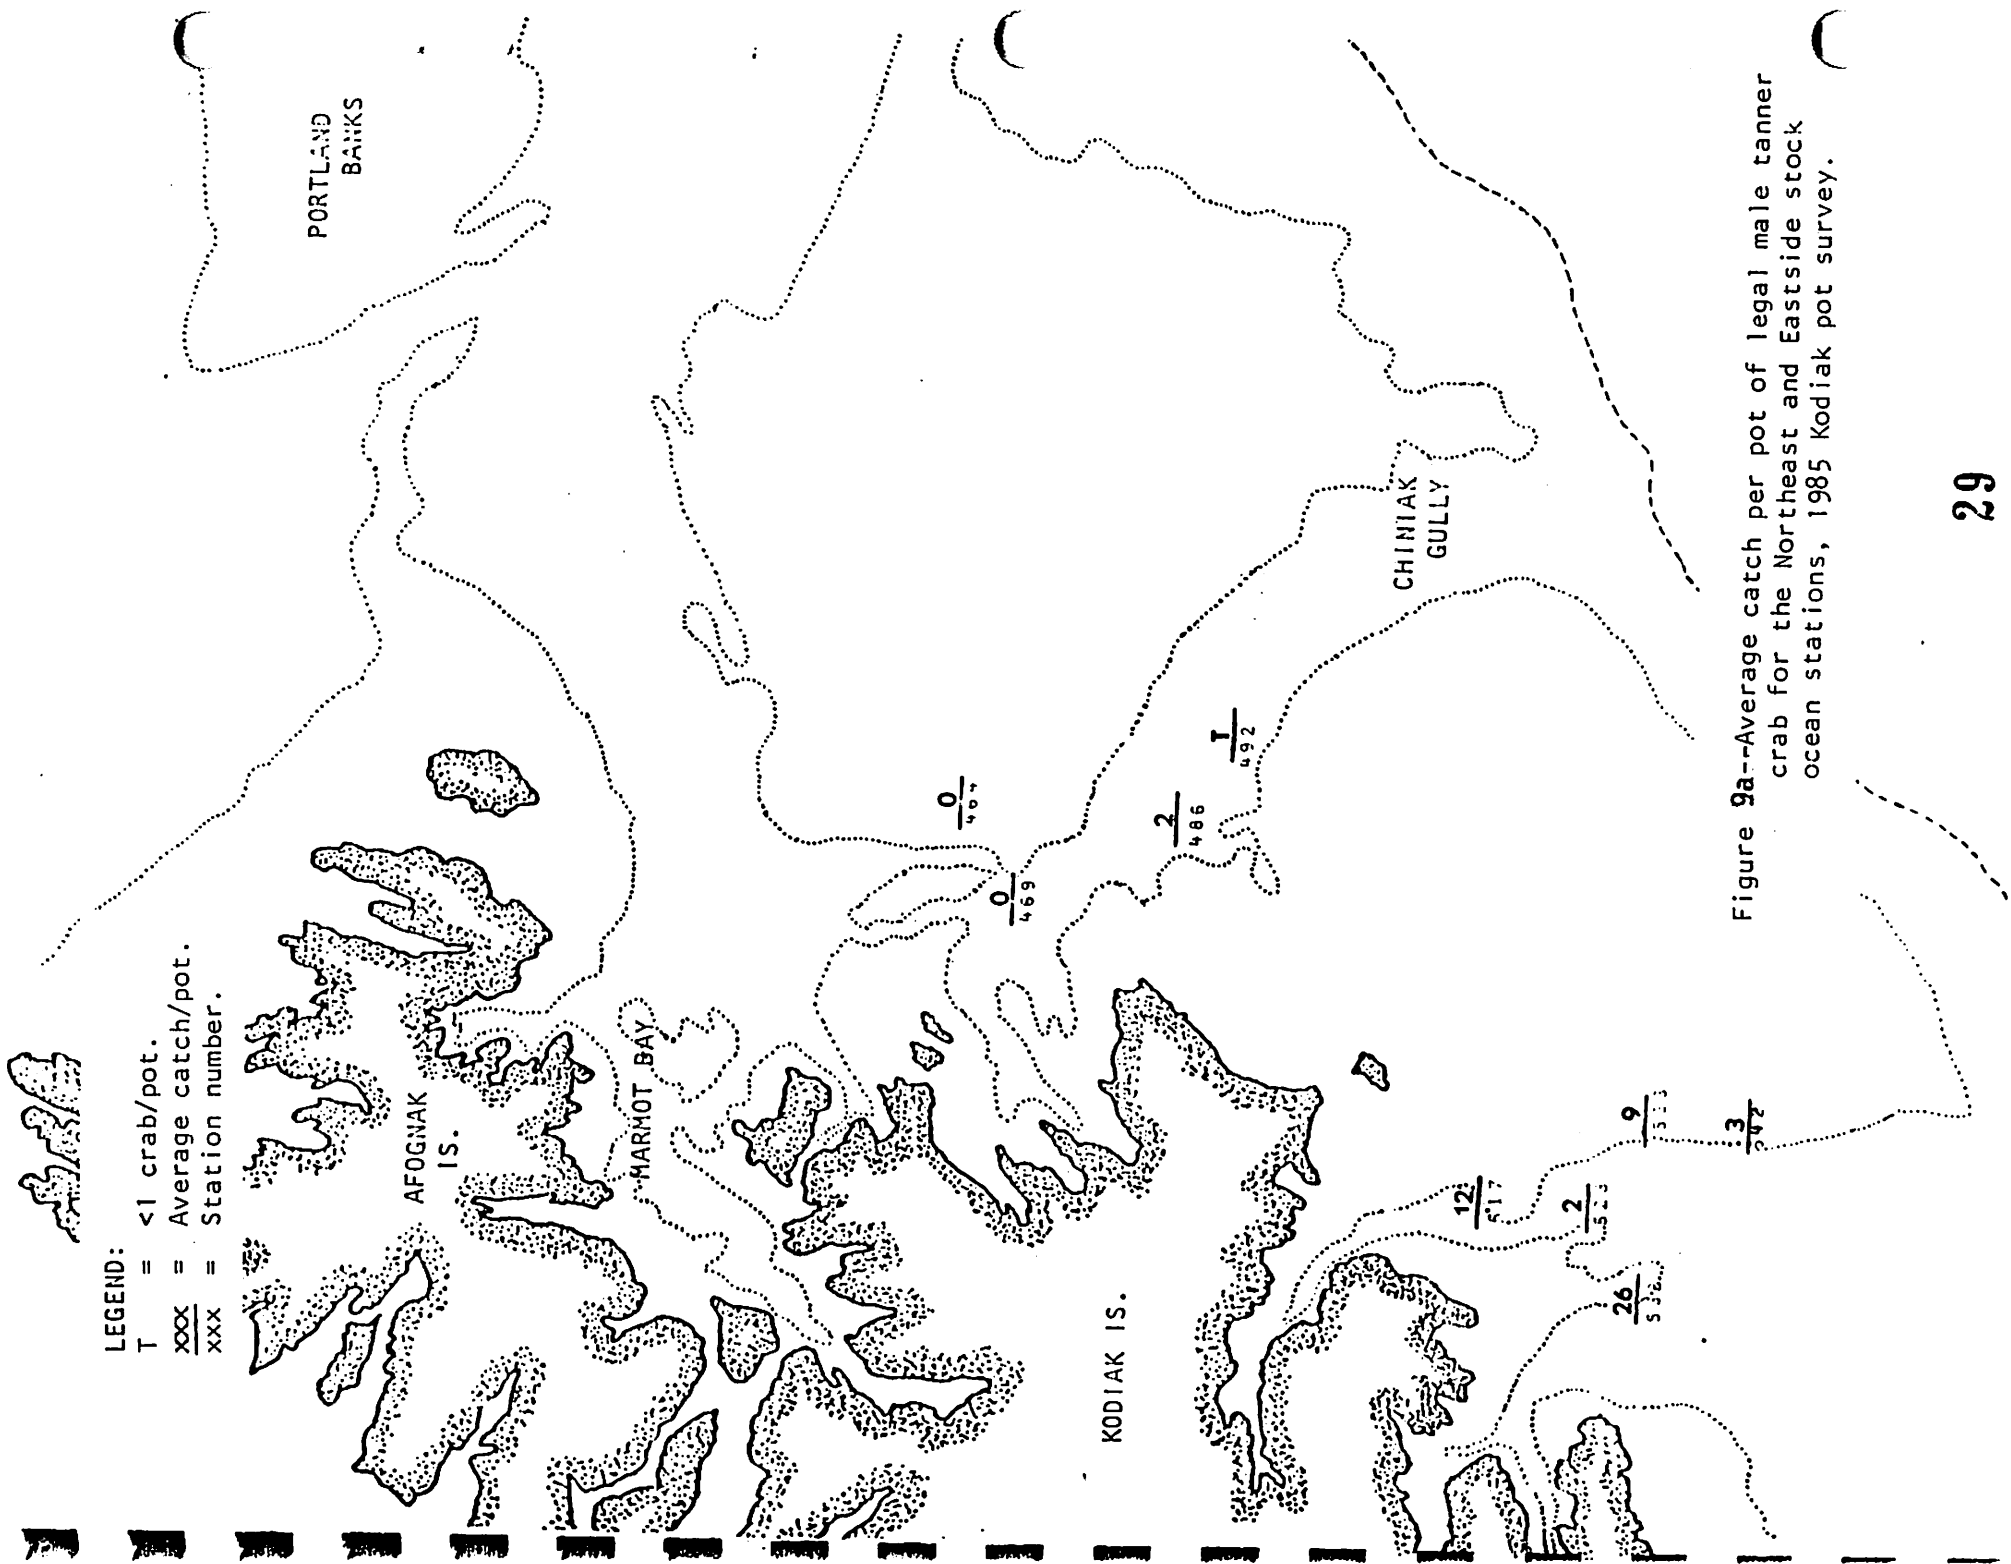 LEGEND:
T = <1 crab/pot.
xxx = Average catch/pot.
xxx = Station number.
PORTLAND
BANKS
AFOGNAK
IS.
MARMOT BAY
KODIAK IS.
CHINIAK
GULLY
0
0
469
2
486
T
492
12
517
2
9
26
3
Figure 9a--Average catch per pot of legal male tanner
crab for the Northeast and Eastside stock
ocean stations, 1985 Kodiak pot survey.
29